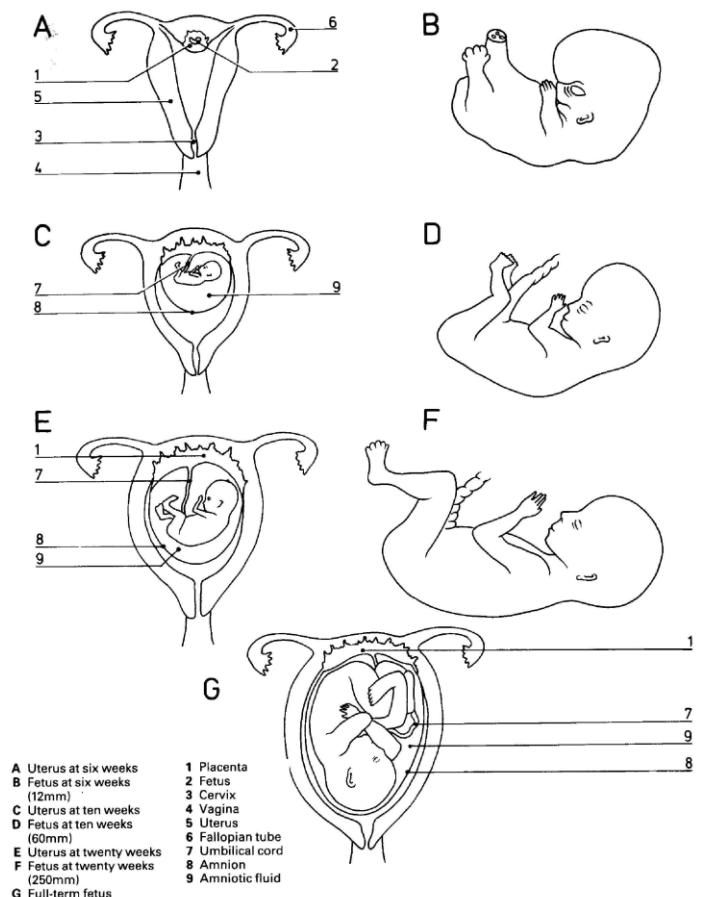 A
6
1
2
5
3
4
B
C
7
9
8
D
E
1
7
8
9
F
G
1
7
9
8
A Uterus at six weeks
B Fetus at six weeks
(12mm)
C Uterus at ten weeks
D Fetus at ten weeks
(60mm)
E Uterus at twenty weeks
F Fetus at twenty weeks
(250mm)
G Full-term fetus
1 Placenta
2 Fetus
3 Cervix
4 Vagina
5 Uterus
6 Fallopian tube
7 Umbilical cord
8 Amnion
9 Amniotic fluid